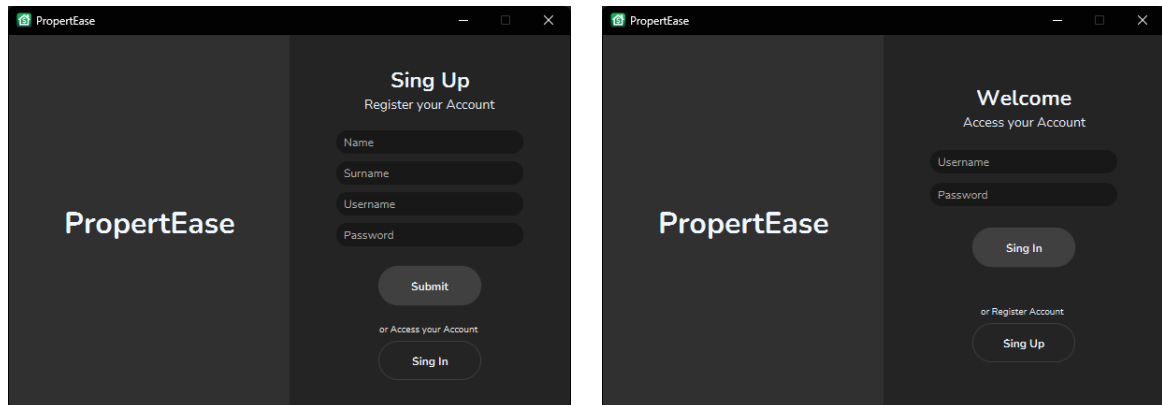 PropertEase
PropertEase
Sing Up
Register your Account
Name
Surname
Username
Password
Submit
or Access your Account
Sing In
PropertEase
PropertEase
Welcome
Access your Account
Username
Password
Sing In
or Register Account
Sing Up